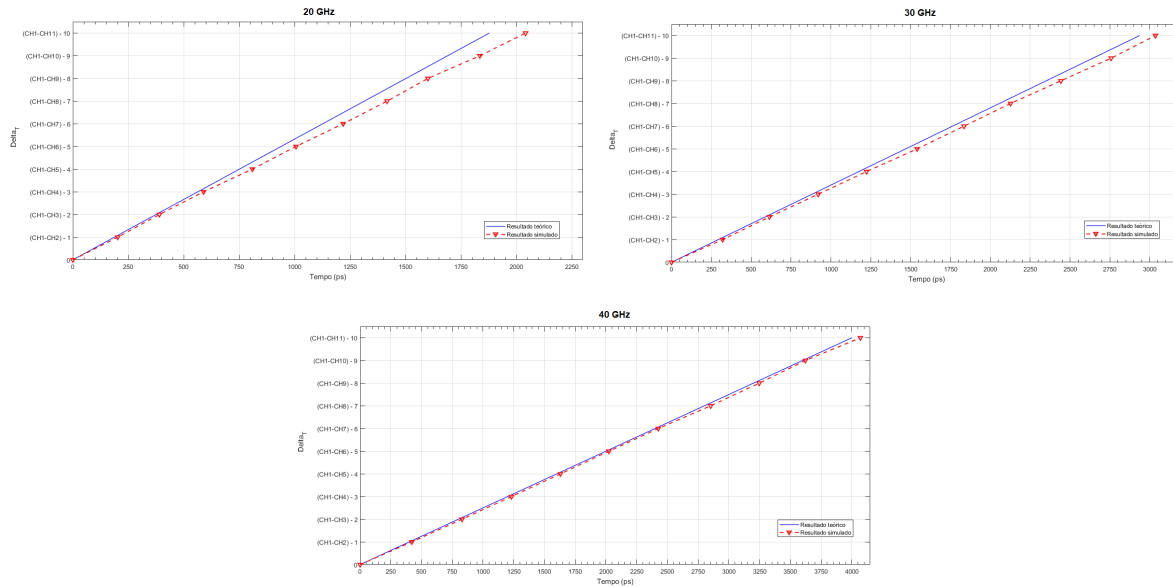 20 GHz
(CH1-CH11) - 10
(CH1-CH10) - 9
(CH1-CH9) - 8
(CH1-CH8) - 7
(CH1-CH7) - 6
(CH1-CH6) - 5
(CH1-CH5) - 4
(CH1-CH4) - 3
(CH1-CH3) - 2
(CH1-CH2) - 1
0
Delta_T
0 250 500 750 1000 1250 1500 1750 2000 2250
Tempo (ps)
Resultado teórico
Resultado simulado
30 GHz
(CH1-CH11) - 10
(CH1-CH10) - 9
(CH1-CH9) - 8
(CH1-CH8) - 7
(CH1-CH7) - 6
(CH1-CH6) - 5
(CH1-CH5) - 4
(CH1-CH4) - 3
(CH1-CH3) - 2
(CH1-CH2) - 1
0
Delta_T
0 250 500 750 1000 1250 1500 1750 2000 2250 2500 2750 3000
Tempo (ps)
Resultado teórico
Resultado simulado
40 GHz
(CH1-CH11) - 10
(CH1-CH10) - 9
(CH1-CH9) - 8
(CH1-CH8) - 7
(CH1-CH7) - 6
(CH1-CH6) - 5
(CH1-CH5) - 4
(CH1-CH4) - 3
(CH1-CH3) - 2
(CH1-CH2) - 1
0
Delta_T
0 250 500 750 1000 1250 1500 1750 2000 2250 2500 2750 3000 3250 3500 3750 4000
Tempo (ps)
Resultado teórico
Resultado simulado